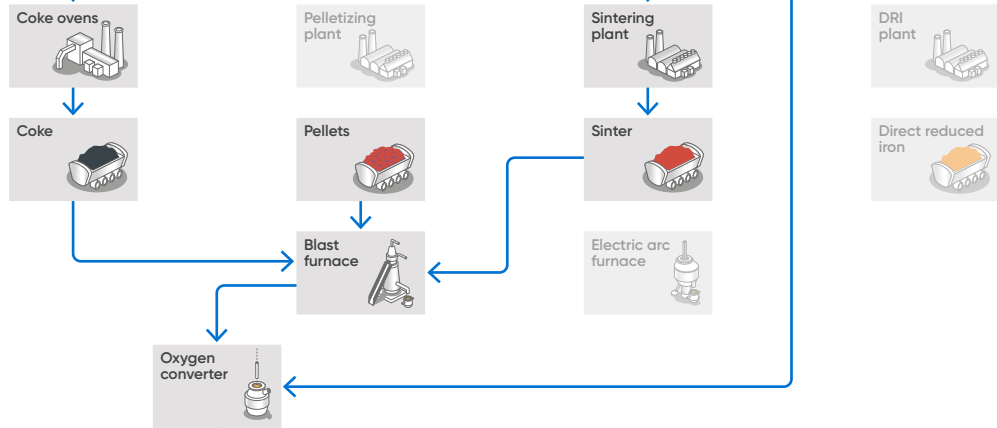 Coke ovens
Pelletizing
plant
Sintering
plant
DRI
plant
Coke
Pellets
Sinter
Direct reduced
iron
Blast
furnace
Electric arc
furnace
Oxygen
converter